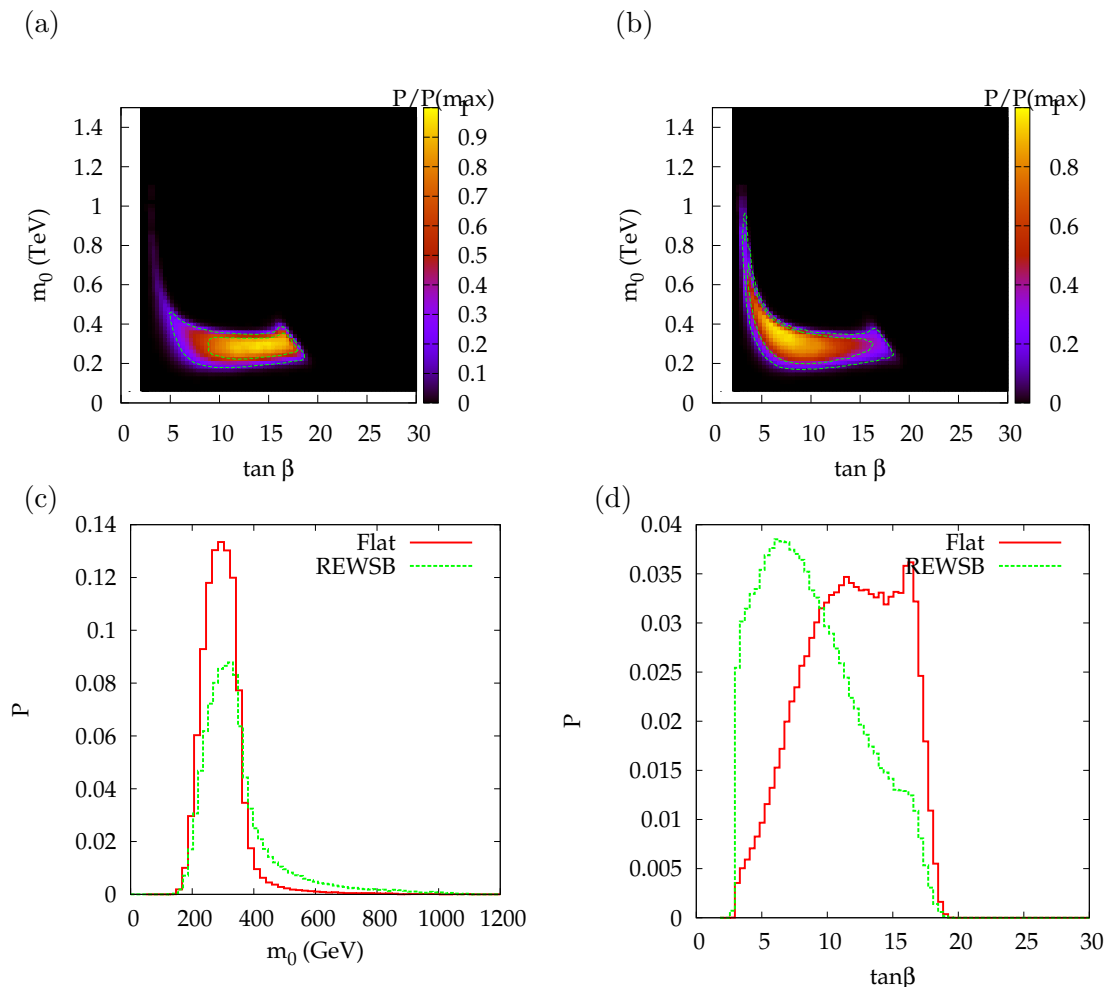 (a)
P/P(max)
1.4
1.2
1
0.8
0.6
0.4
0.2
0
m₀ (TeV)
0 5 10 15 20 25 30
tan β
1
0.9
0.8
0.7
0.6
0.5
0.4
0.3
0.2
0.1
0
(b)
P/P(max)
1.4
1.2
1
0.8
0.6
0.4
0.2
0
m₀ (TeV)
0 5 10 15 20 25 30
tan β
1
0.8
0.6
0.4
0.2
0
(c)
0.14
0.12
0.1
0.08
0.06
0.04
0.02
0
P
Flat
REWSB
0 200 400 600 800 1000 1200
m₀ (GeV)
(d)
0.04
0.035
0.03
0.025
0.02
0.015
0.01
0.005
0
P
Flat
REWSB
0 5 10 15 20 25 30
tanβ